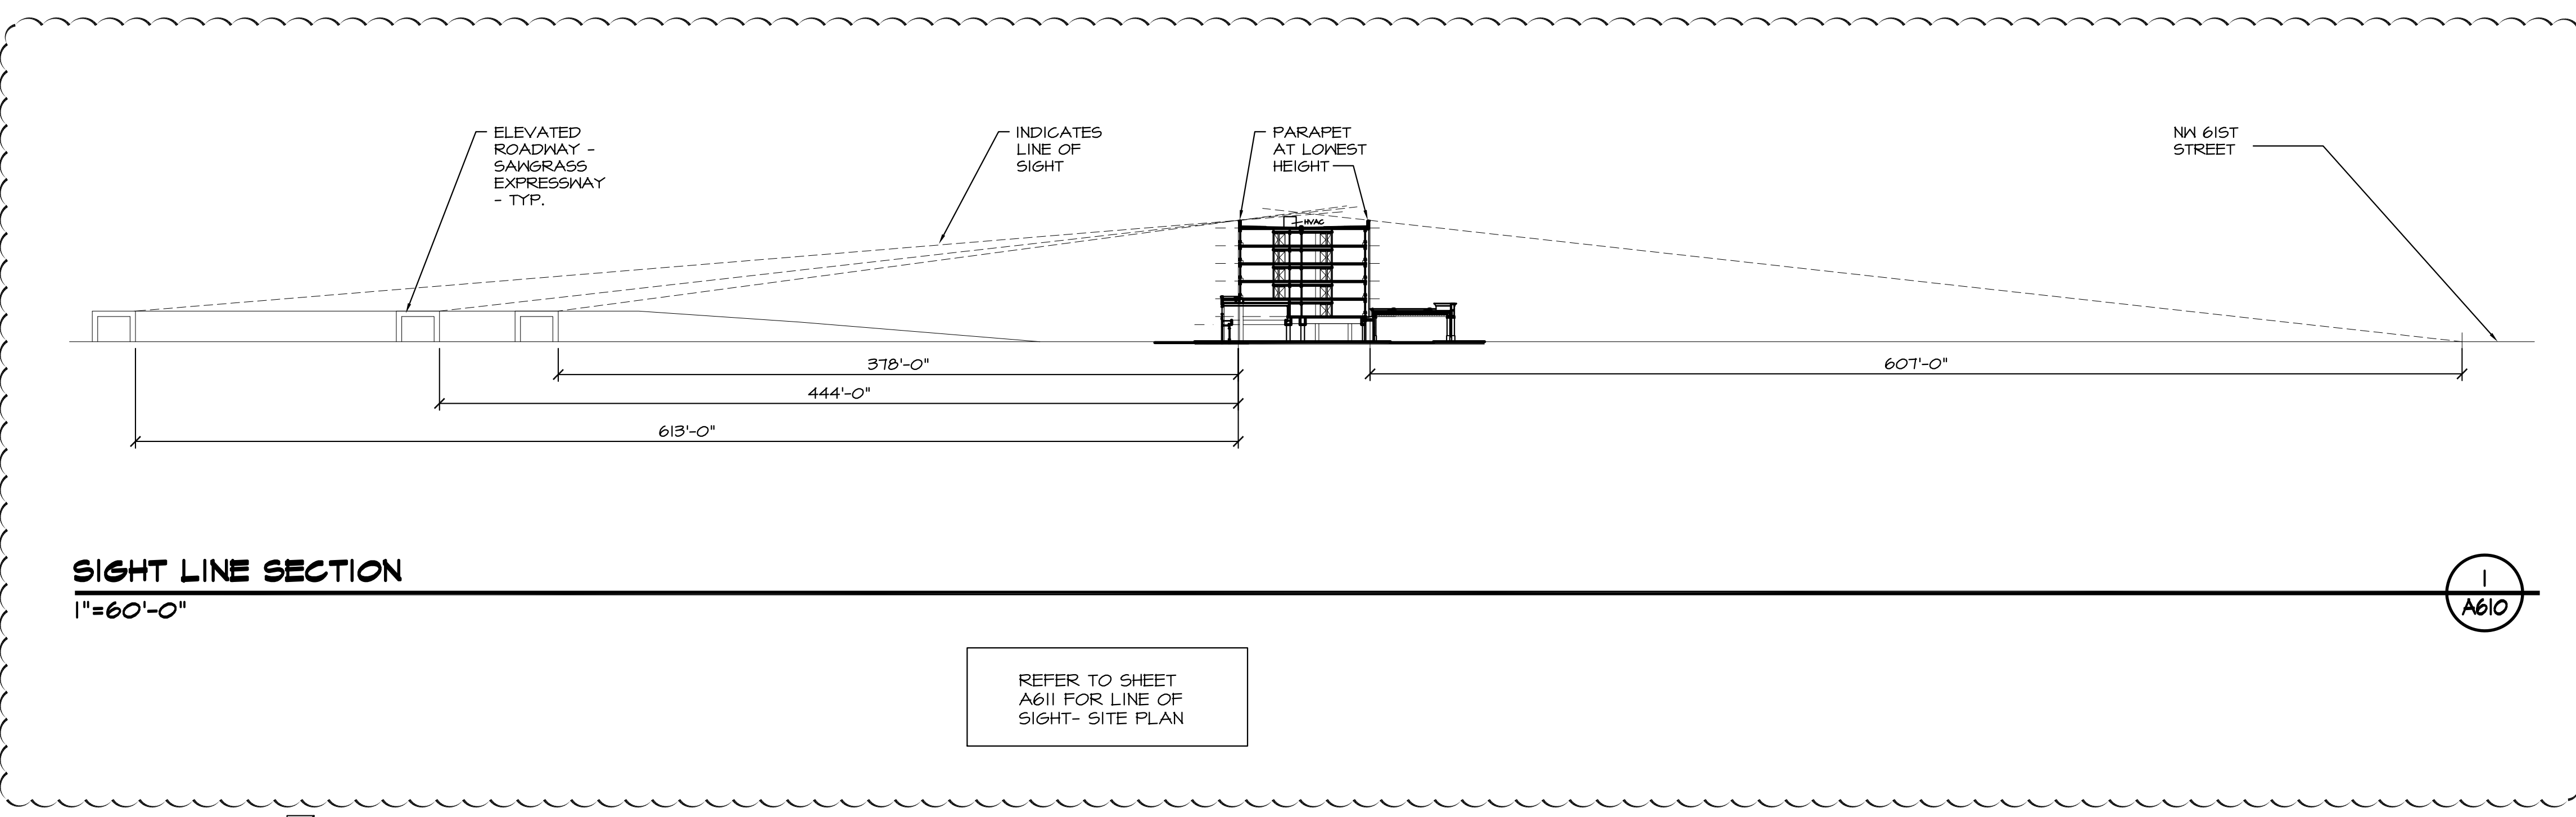 ELEVATED
ROADWAY -
SAWGRASS
EXPRESSWAY
- TYP.
INDICATES
LINE OF
SIGHT
PARAPET
AT LOWEST
HEIGHT
NW 61ST
STREET
HVAC
378'-0"
607'-0"
444'-0"
613'-0"
SIGHT LINE SECTION
1"=60'-0"
1
A610
REFER TO SHEET
A611 FOR LINE OF
SIGHT- SITE PLAN